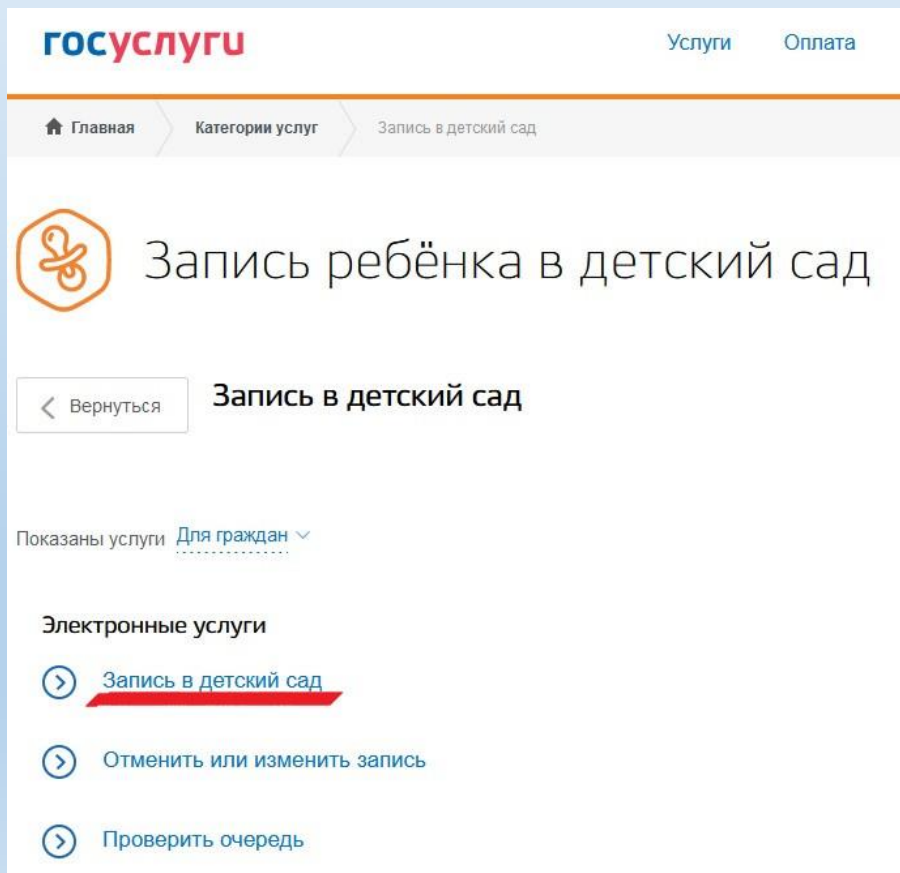 госуслуги
Услуги Оплата
Главная Категории услуг Запись в детский сад
Запись ребёнка в детский сад
Вернуться Запись в детский сад
Показаны услуги Для граждан
Электронные услуги
Запись в детский сад
Отменить или изменить запись
Проверить очередь